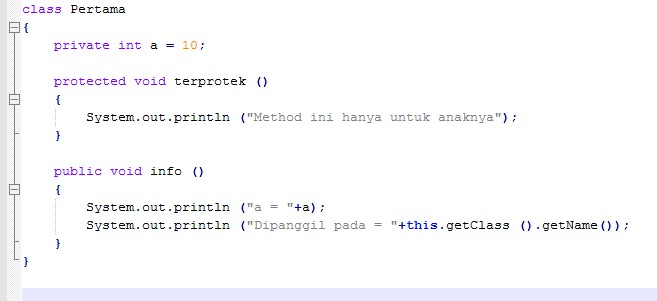 class Pertama
{
private int a = 10;
protected void terprotek ()
{
System.out.println ("Method ini hanya untuk anaknya");
}
public void info ()
{
System.out.println ("a = "+a);
System.out.println ("Dipanggil pada = "+this.getClass ().getName());
}
}